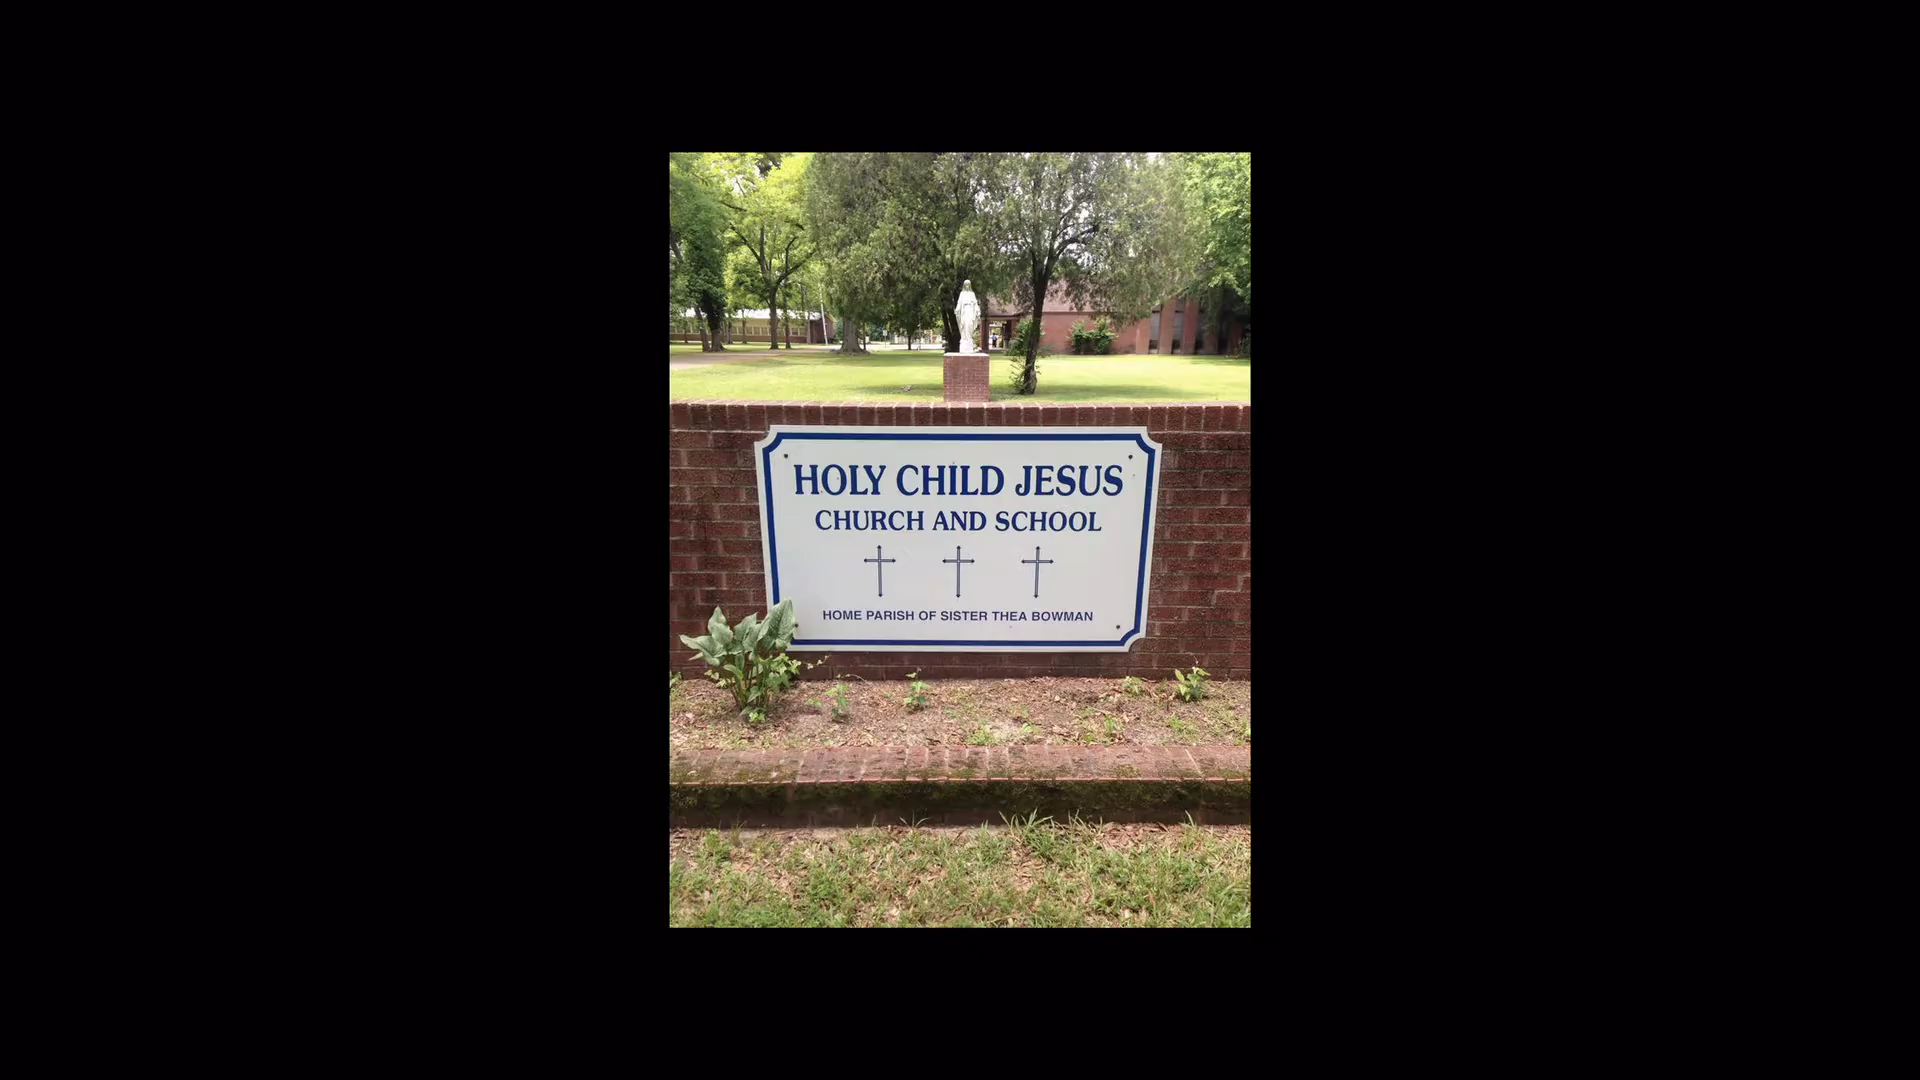 HOLY CHILD JESUS
CHURCH AND SCHOOL
HOME PARISH OF SISTER THEA BOWMAN